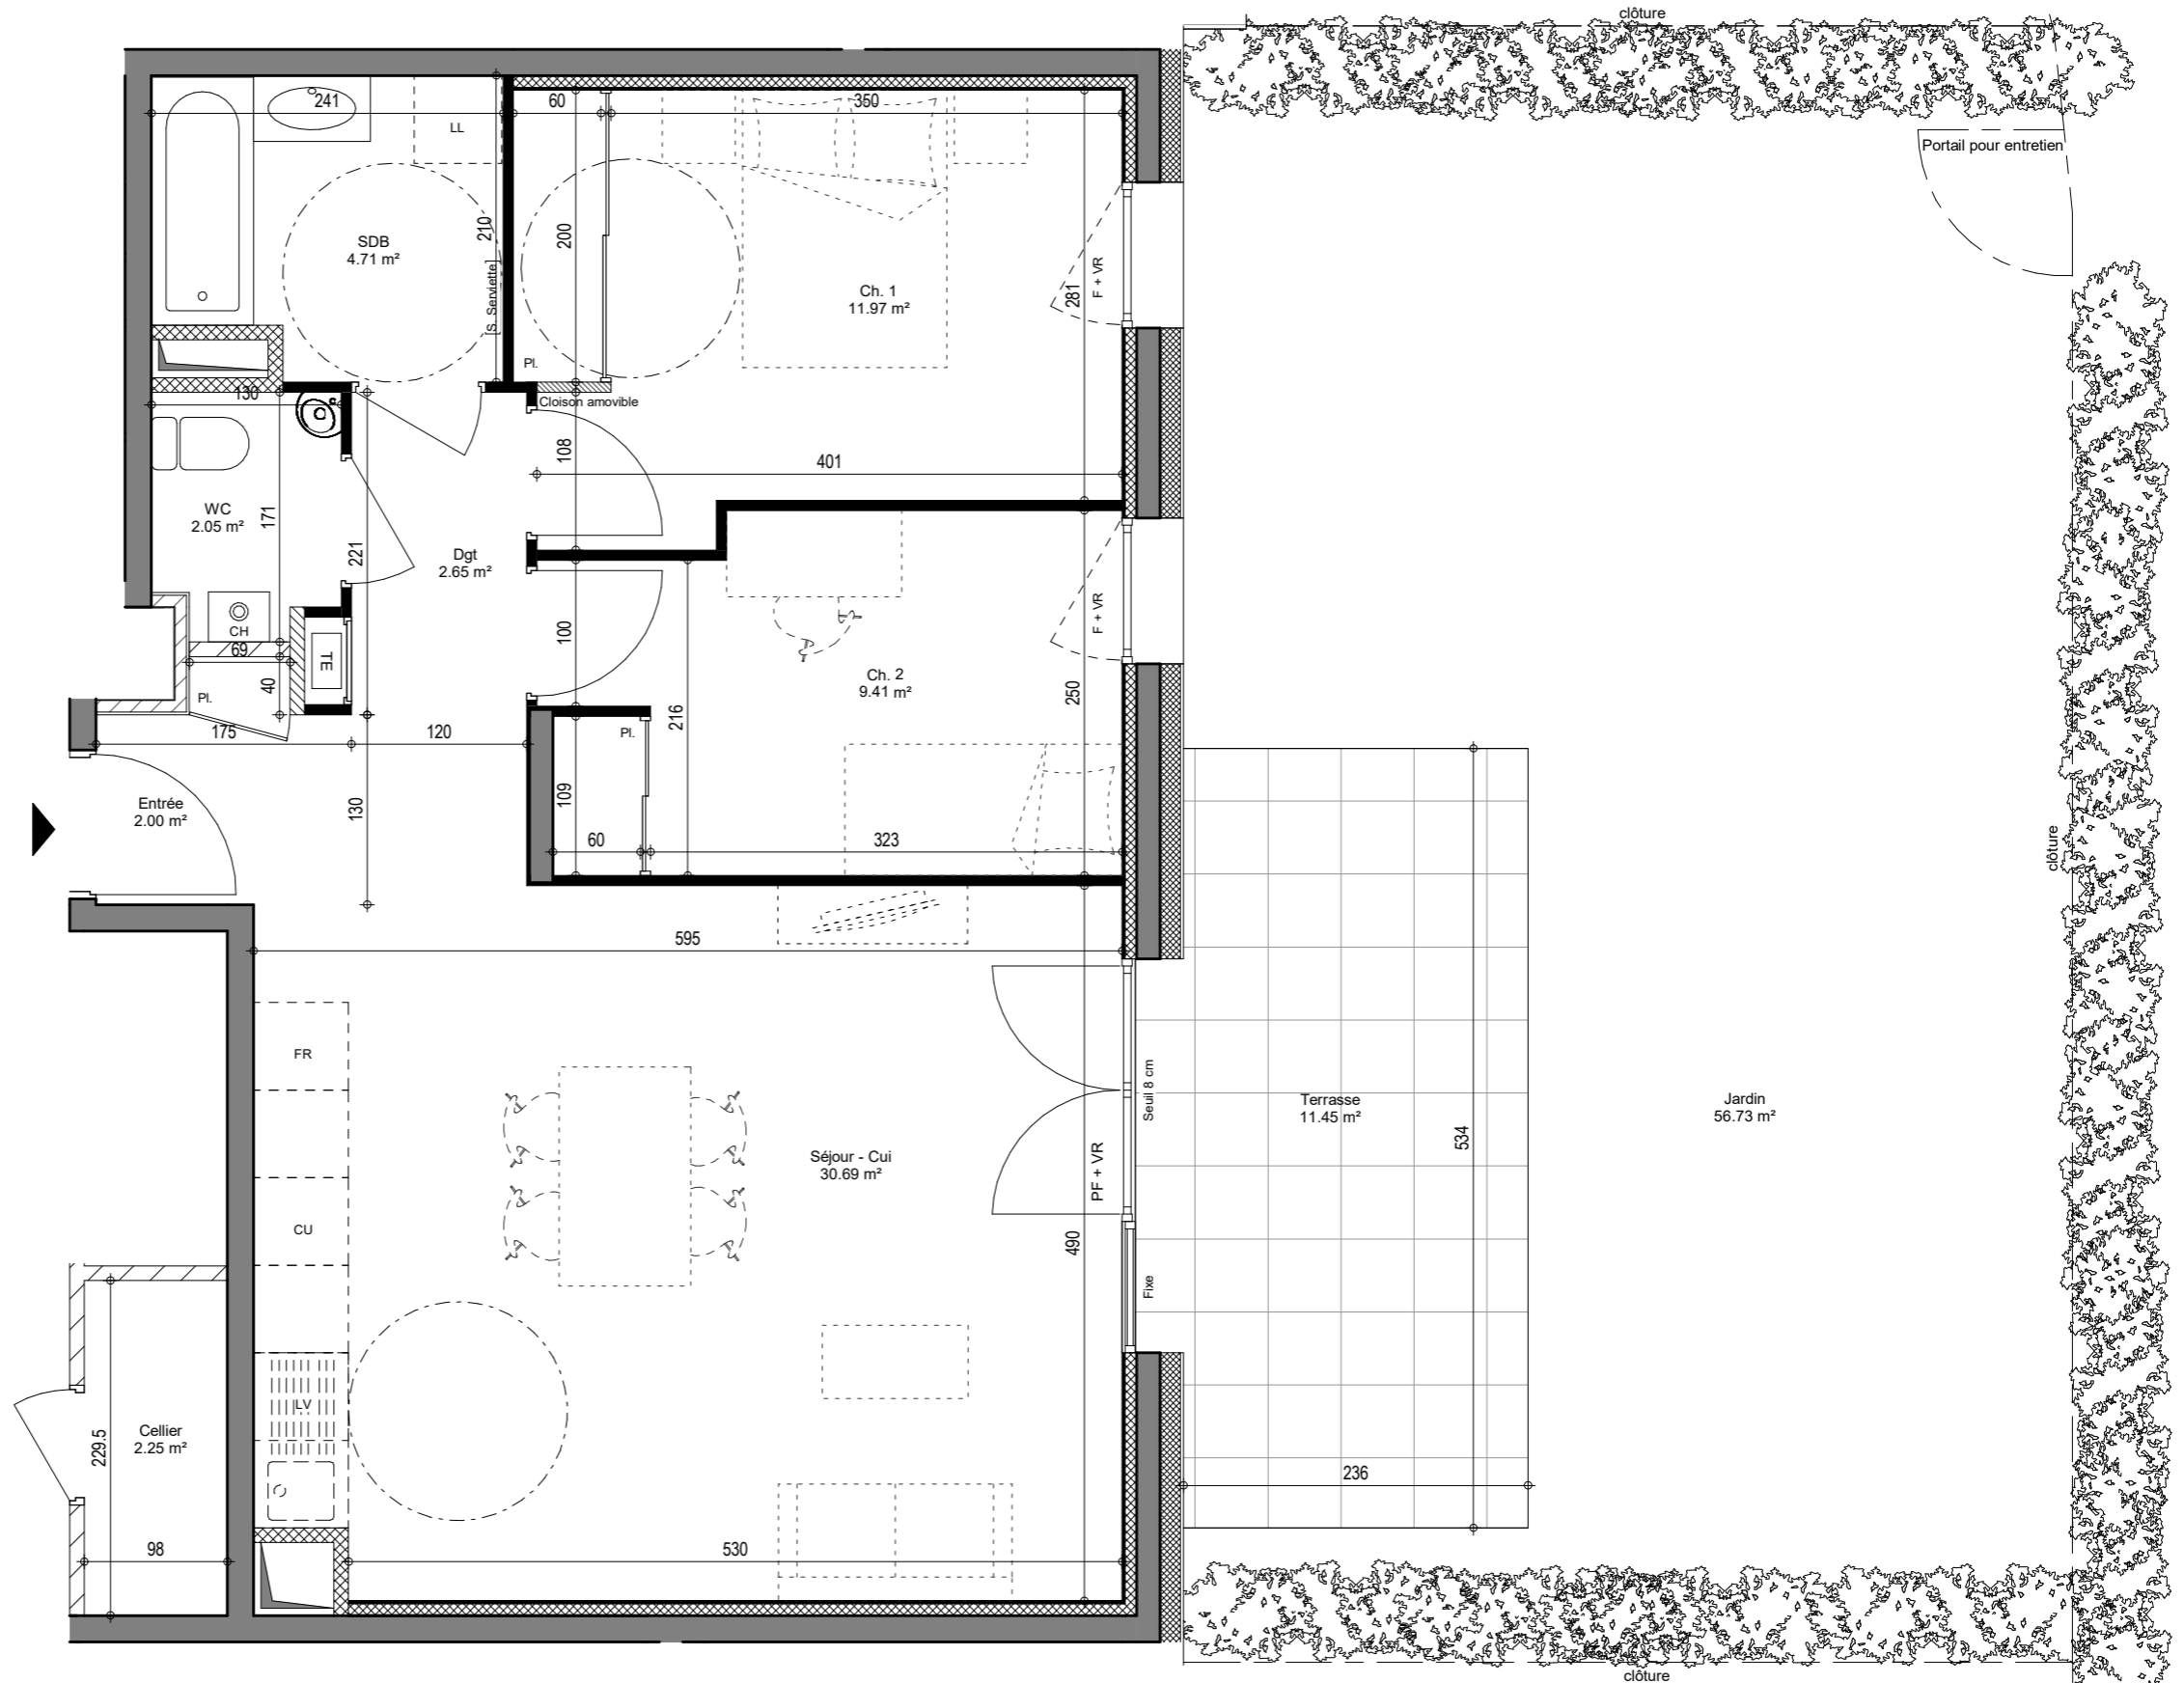 clôture
Portail pour entretien
241
60
350
LL
SDB
4.71 m²
210
[S. Serviette]
200
Ch. 1
11.97 m²
281
F + VR
Pl.
Cloison amovible
130
108
401
WC
2.05 m²
171
221
Dgt
2.65 m²
CH
69
TE
40
Pl.
100
F + VR
Ch. 2
9.41 m²
250
216
175
120
Pl.
109
60
323
Entrée
2.00 m²
130
clôture
595
FR
CU
LV
Séjour - Cui
30.69 m²
PF + VR
Seuil 8 cm
Fixe
490
Terrasse
11.45 m²
534
Jardin
56.73 m²
236
Cellier
2.25 m²
229.5
98
530
clôture